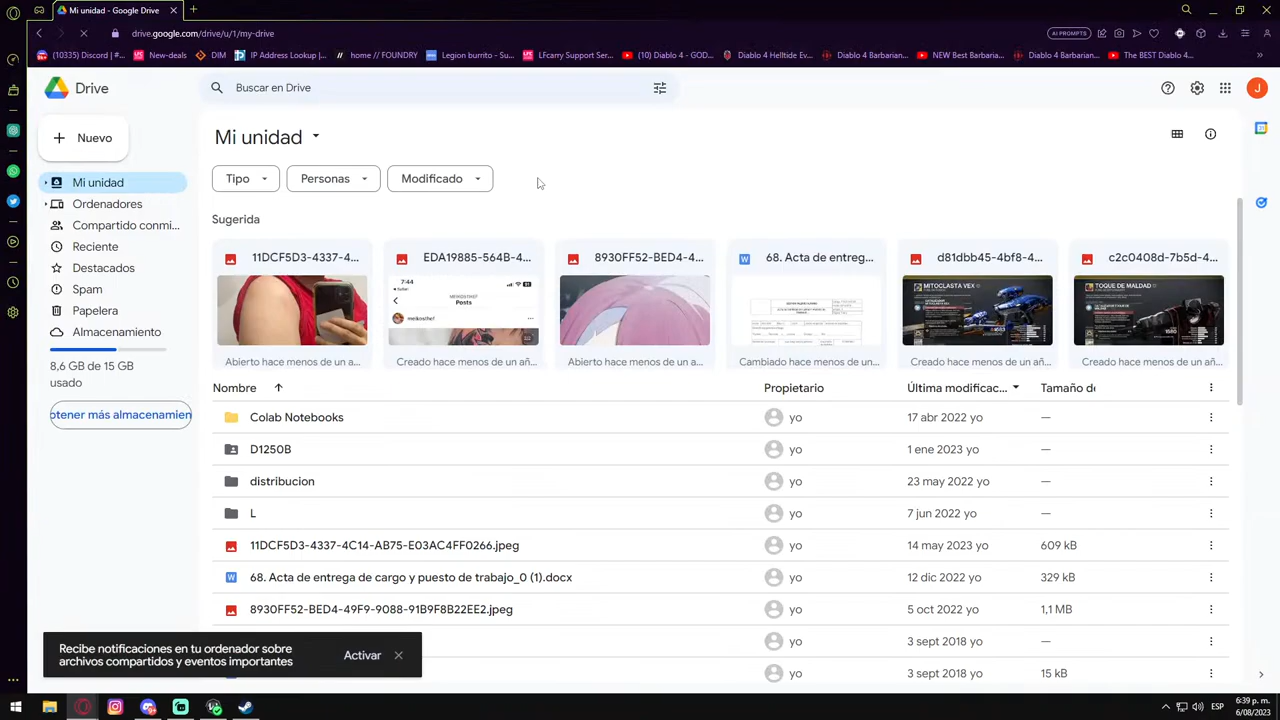 Mi unidad - Google Drive
drive.google.com/drive/u/1/my-drive
AI PROMPTS
(10335) Discord | #...
New-deals
DIM
IP Address Lookup |...
home // FOUNDRY
Legion burrito - Su...
LFcarry Support Ser...
(10) Diablo 4 - GOD...
Diablo 4 Helltide Ev...
Diablo 4 Barbarian...
NEW Best Barbarian...
Diablo 4 Barbarian...
The BEST Diablo 4...
Drive
Buscar en Drive
J
Nuevo
Mi unidad
Ordenadores
Compartido conmi...
Reciente
Destacados
Spam
Papelera
Almacenamiento
8,6 GB de 15 GB
usado
otener más almacenamien
Mi unidad
Tipo
Personas
Modificado
Sugerida
11DCF5D3-4337-4...
EDA19885-564B-4...
8930FF52-BED4-4...
68. Acta de entreg...
d81dbb45-4bf8-4...
c2c0408d-7b5d-4...
7:44
Posts
MITOCLASTA VEX
TOQUE DE MALDAD
Abierto hace menos de un a...
Creado hace menos de un añ...
Abierto hace menos de un a...
Cambiado hace menos de un...
Creado hace menos de un añ...
Creado hace menos de un añ...
Nombre
Propietario
Última modificac...
Tamaño de
Colab Notebooks
yo
17 abr 2022 yo
—
D1250B
yo
1 ene 2023 yo
—
distribucion
yo
23 may 2022 yo
—
L
yo
7 jun 2022 yo
—
11DCF5D3-4337-4C14-AB75-E03AC4FF0266.jpeg
yo
14 may 2023 yo
609 kB
68. Acta de entrega de cargo y puesto de trabajo_0 (1).docx
yo
12 dic 2022 yo
329 kB
8930FF52-BED4-49F9-9088-91B9F8B22EE2.jpeg
yo
5 oct 2022 yo
1,1 MB
yo
3 sept 2018 yo
—
yo
3 sept 2018 yo
15 kB
Recibe notificaciones en tu ordenador sobre
archivos compartidos y eventos importantes
Activar
ESP
6:39 p. m.
6/08/2023